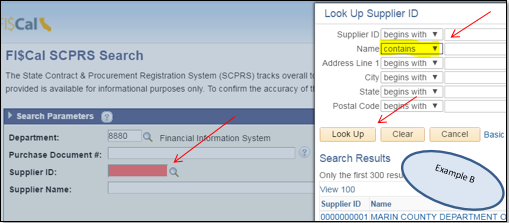 FI$Cal
FI$Cal SCPRS Search
The State Contract & Procurement Registration System (SCPRS) tracks overall
provided is available for informational purposes only. To confirm the accuracy of th
Search Parameters ?
Department: 8880 Financial Information System
Purchase Document #: ?
Supplier ID:
Supplier Name:
Look Up Supplier ID
Supplier ID begins with
Name contains
Address Line 1 begins with
City begins with
State begins with
Postal Code begins with
Look Up Clear Cancel Basic
Search Results
Only the first 300 resu
View 100
Supplier ID Name
0000000001 MARIN COUNTY DEPARTMENT O
Example B